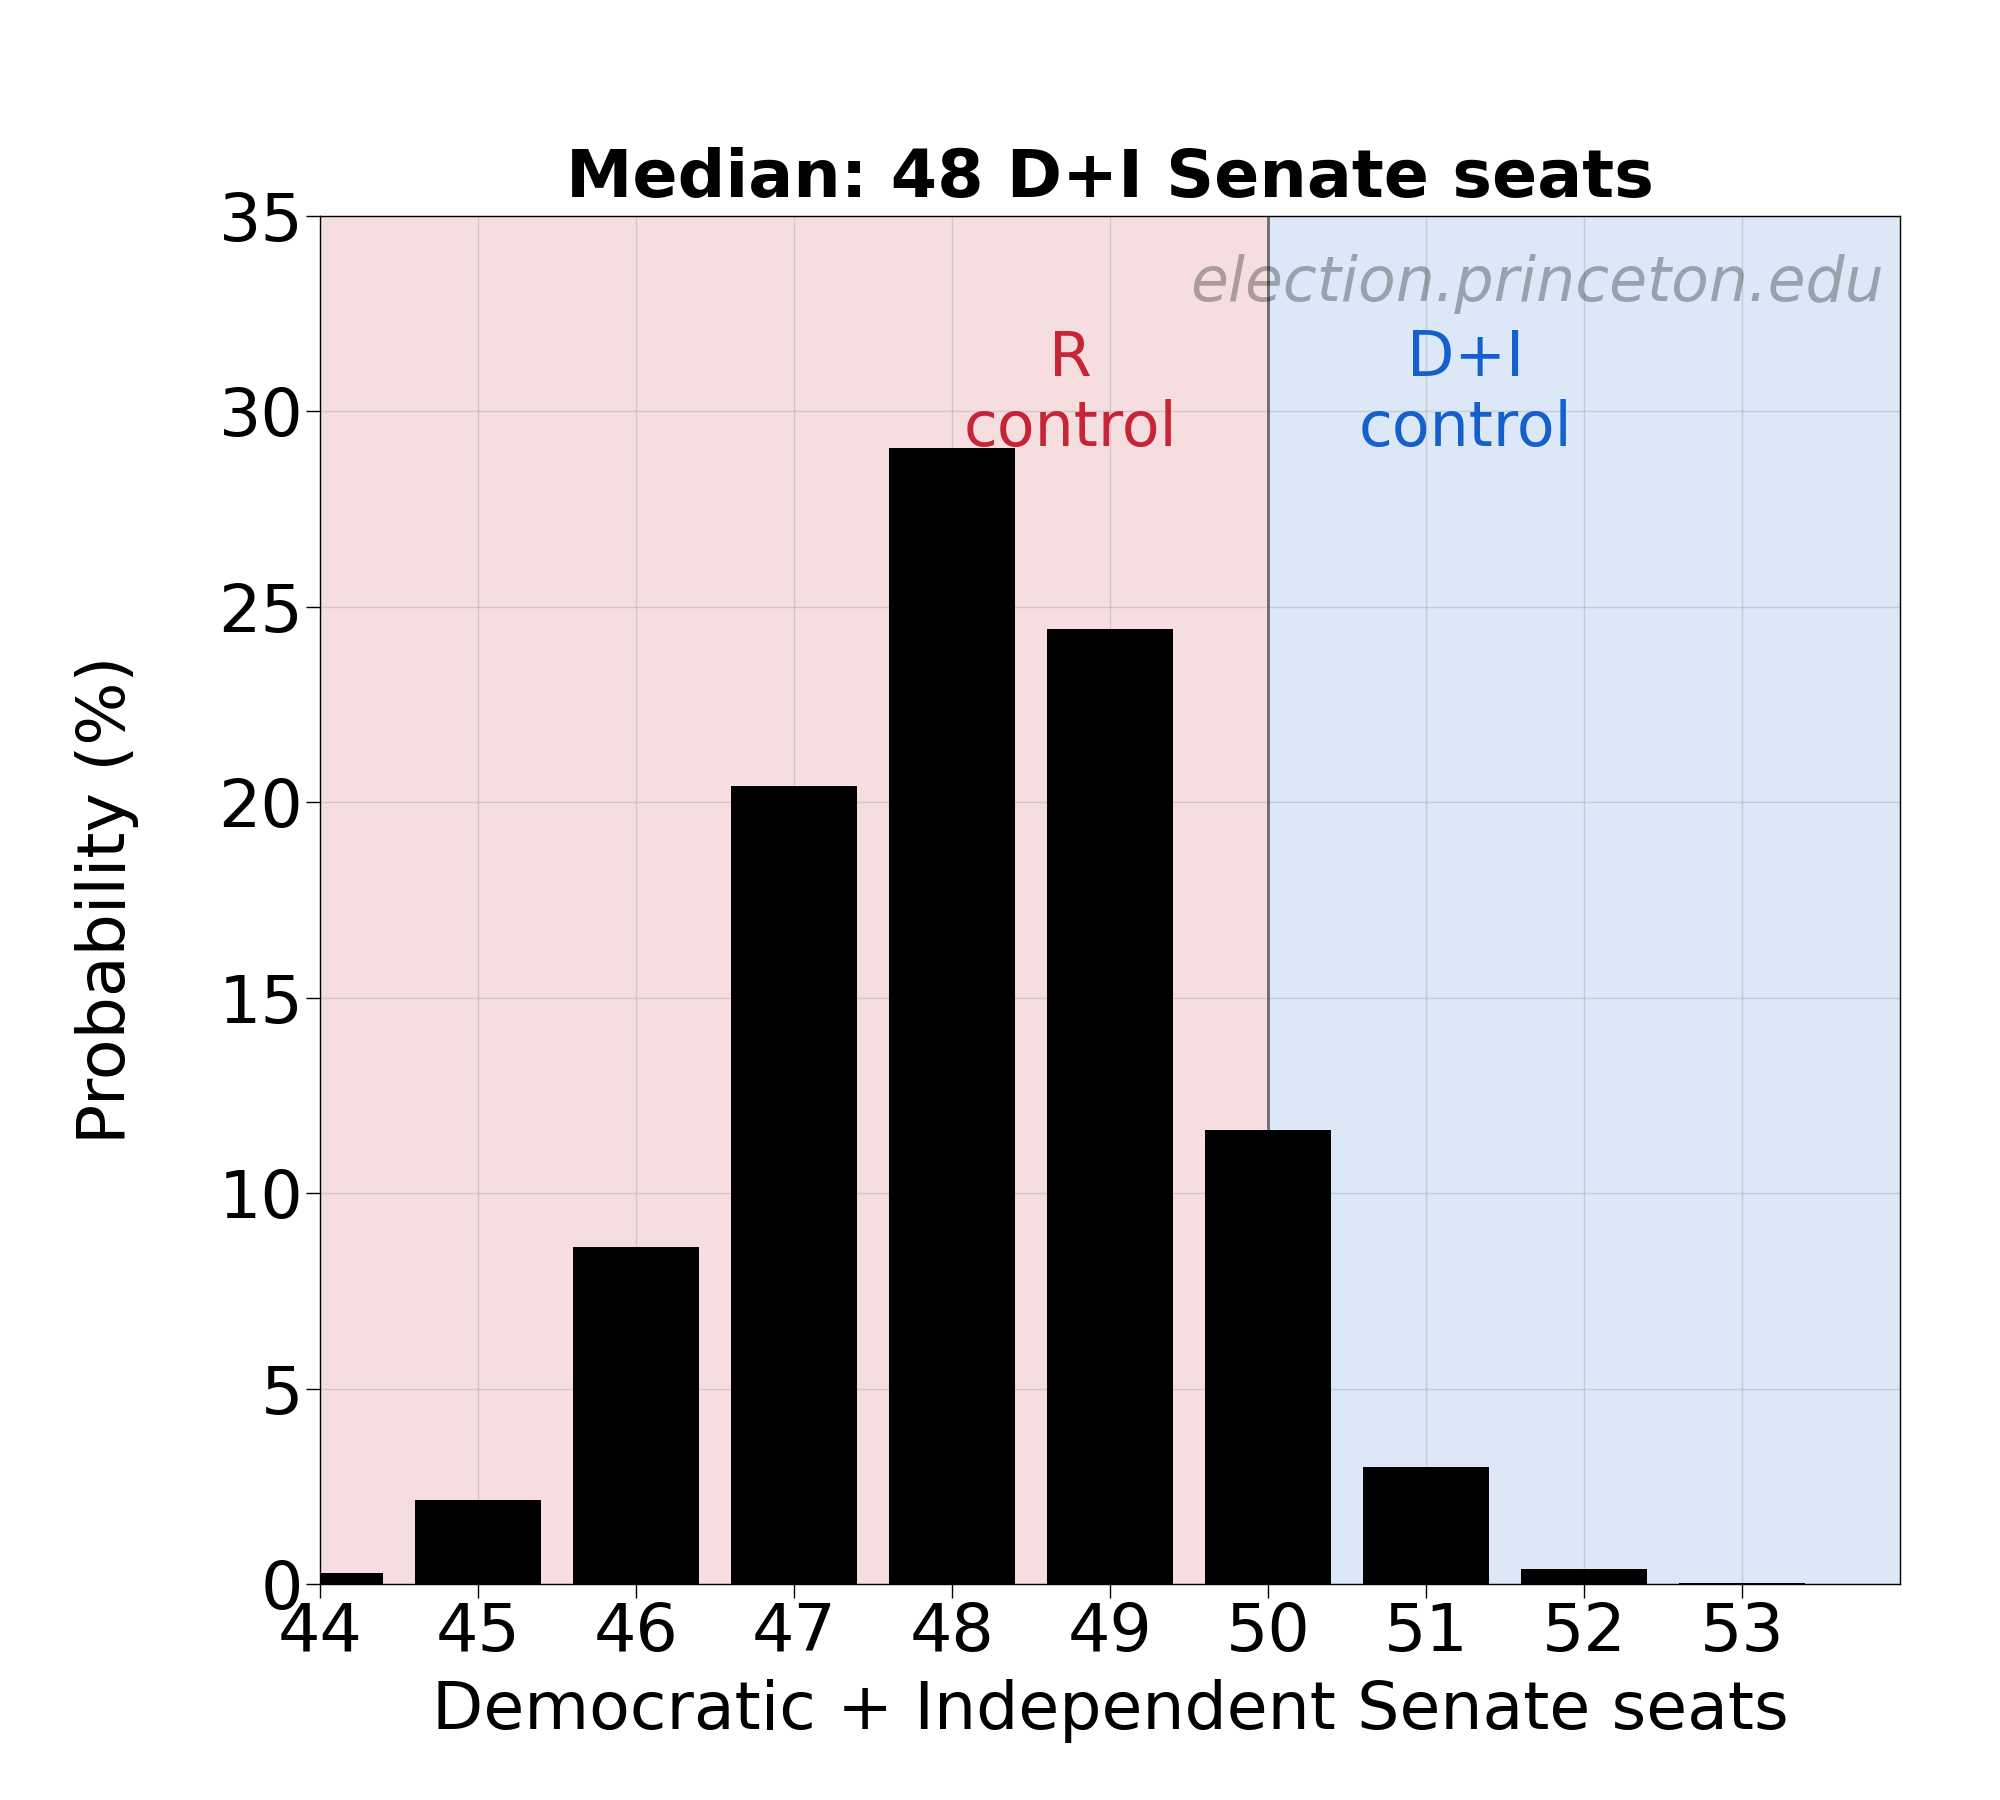 Median: 48 D+I Senate seats
election.princeton.edu
R
control
D+I
control
Probability (%)
35
30
25
20
15
10
5
0
44 45 46 47 48 49 50 51 52 53
Democratic + Independent Senate seats